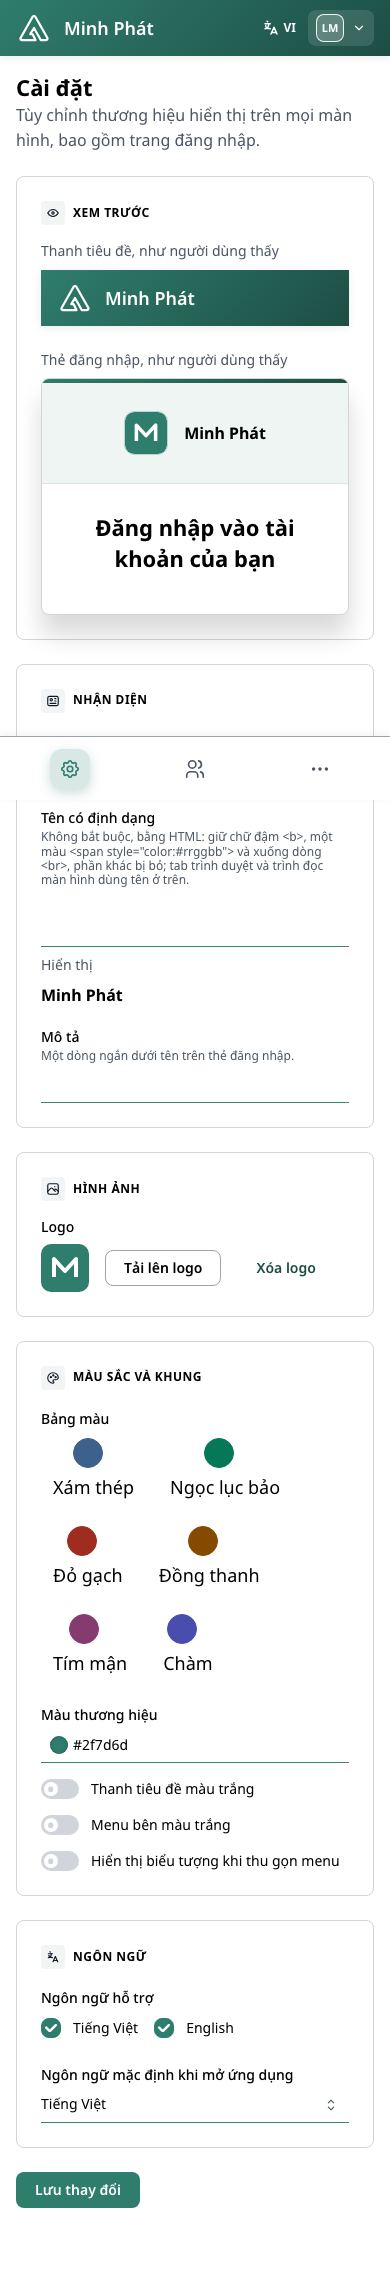 Minh Phát
VI
LM
Cài đặt
Tùy chỉnh thương hiệu hiển thị trên mọi màn
hình, bao gồm trang đăng nhập.
XEM TRƯỚC
Thanh tiêu đề, như người dùng thấy
Minh Phát
Thẻ đăng nhập, như người dùng thấy
Minh Phát
Đăng nhập vào tài
khoản của bạn
NHẬN DIỆN
Tên có định dạng
Không bắt buộc, bằng HTML: giữ chữ đậm <b>, một
màu <span style="color:#rrggbb"> và xuống dòng
<br>, phần khác bị bỏ; tab trình duyệt và trình đọc
màn hình dùng tên ở trên.
Hiển thị
Minh Phát
Mô tả
Một dòng ngắn dưới tên trên thẻ đăng nhập.
HÌNH ẢNH
Logo
Tải lên logo
Xóa logo
MÀU SẮC VÀ KHUNG
Bảng màu
Xám thép
Ngọc lục bảo
Đỏ gạch
Đồng thanh
Tím mận
Chàm
Màu thương hiệu
#2f7d6d
Thanh tiêu đề màu trắng
Menu bên màu trắng
Hiển thị biểu tượng khi thu gọn menu
NGÔN NGỮ
Ngôn ngữ hỗ trợ
Tiếng Việt
English
Ngôn ngữ mặc định khi mở ứng dụng
Tiếng Việt
Lưu thay đổi